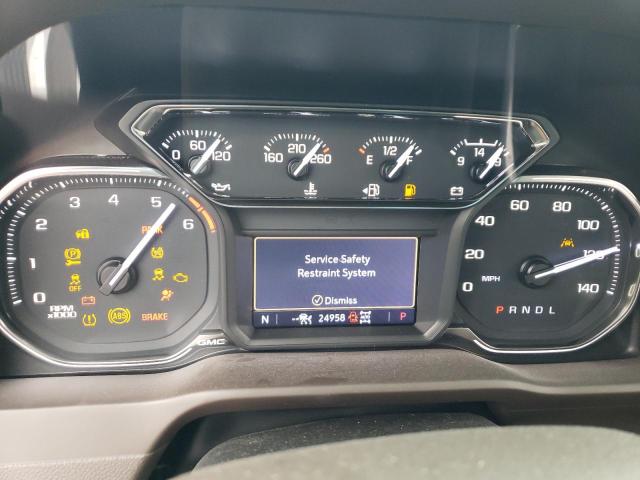 0 60 120
160 210 260
E 1/2 F
9 14 19
0 1 2 3 4 5 6
PARK
OFF
RPM
x1000
ABS
BRAKE
GMC
Service Safety
Restraint System
Dismiss
N 24958 P
0 20 40 60 80 100 120 140
MPH
P R N D L